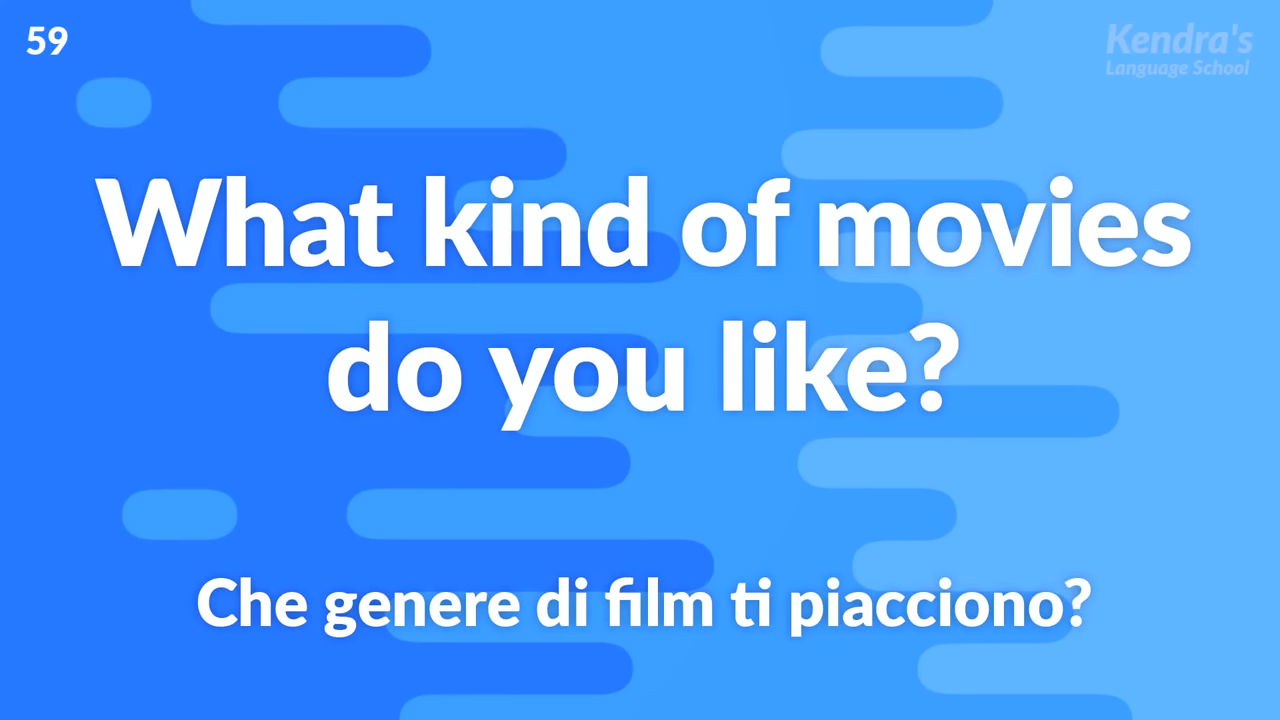 59
Kendra's
Language School
What kind of movies
do you like?
Che genere di film ti piacciono?